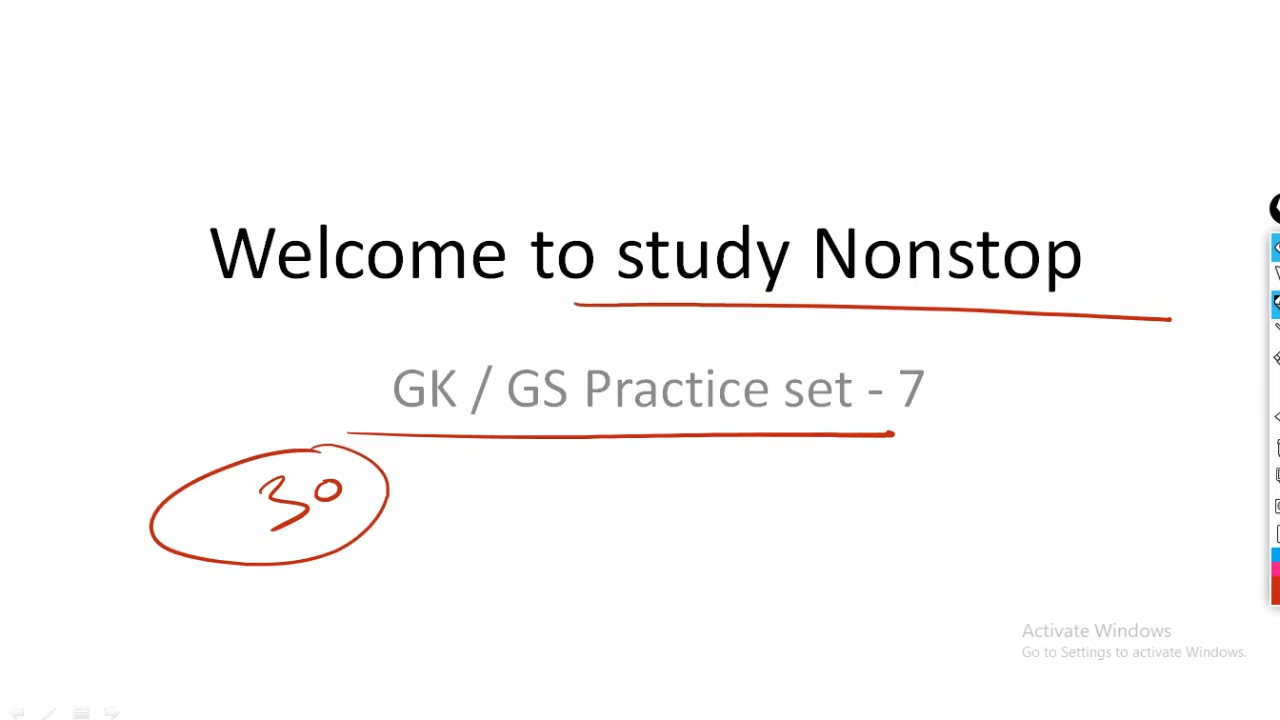 Welcome to study Nonstop
GK / GS Practice set - 7
30
Activate Windows
Go to Settings to activate Windows.